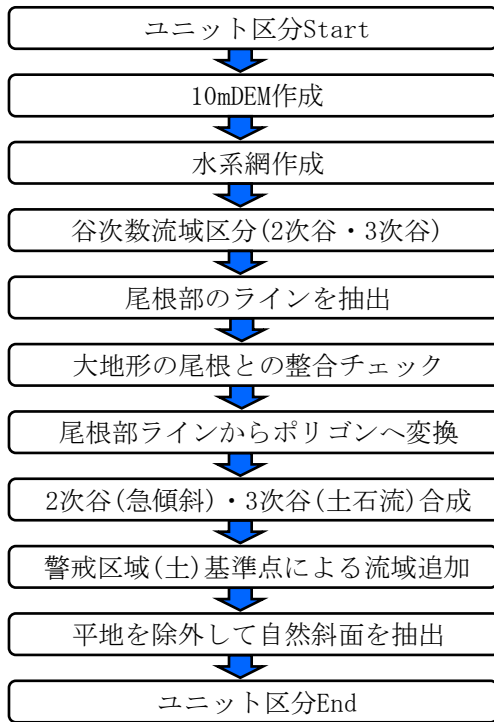 ユニット区分Start
10mDEM作成
水系網作成
谷次数流域区分(2次谷・3次谷)
尾根部のラインを抽出
大地形の尾根との整合チェック
尾根部ラインからポリゴンへ変換
2次谷(急傾斜)・3次谷(土石流)合成
警戒区域(土)基準点による流域追加
平地を除外して自然斜面を抽出
ユニット区分End